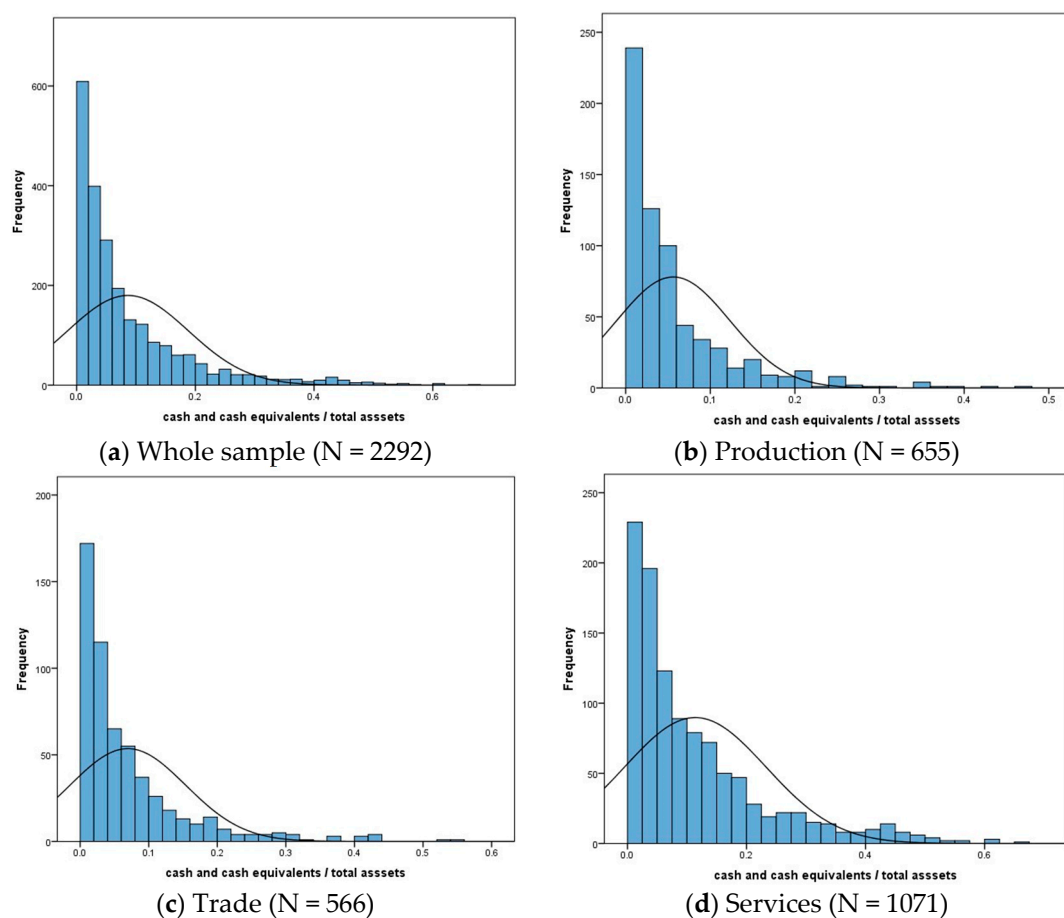 600
400
200
0
Frequency
0.0 0.2 0.4 0.6
cash and cash equivalents / total asssets
(a) Whole sample (N = 2292)
250
200
150
100
50
0
Frequency
0.0 0.1 0.2 0.3 0.4 0.5
cash and cash equivalents / total asssets
(b) Production (N = 655)
200
150
100
50
0
Frequency
0.0 0.1 0.2 0.3 0.4 0.5 0.6
cash and cash equivalents / total asssets
(c) Trade (N = 566)
250
200
150
100
50
0
Frequency
0.0 0.2 0.4 0.6
cash and cash equivalents / total asssets
(d) Services (N = 1071)